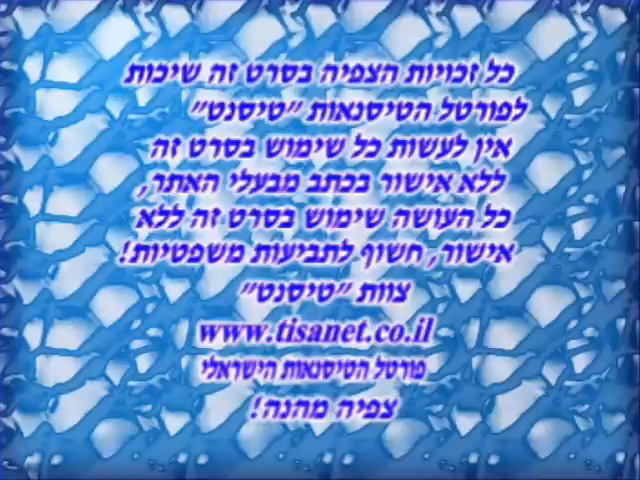 כל זכויות הצפיה בסרט זה שיכות
לפורטל הטיסנאות "טיסנט"
אין לעשות כל שימוש בסרט זה
ללא אישור בכתב מבעלי האתר,
כל העושה שימוש בסרט זה ללא
אישור, חשוף לתביעות משפטיות!
צוות "טיסנט"
www.tisanet.co.il
פורטל הטיסנאות הישראלי
צפיה מהנה!